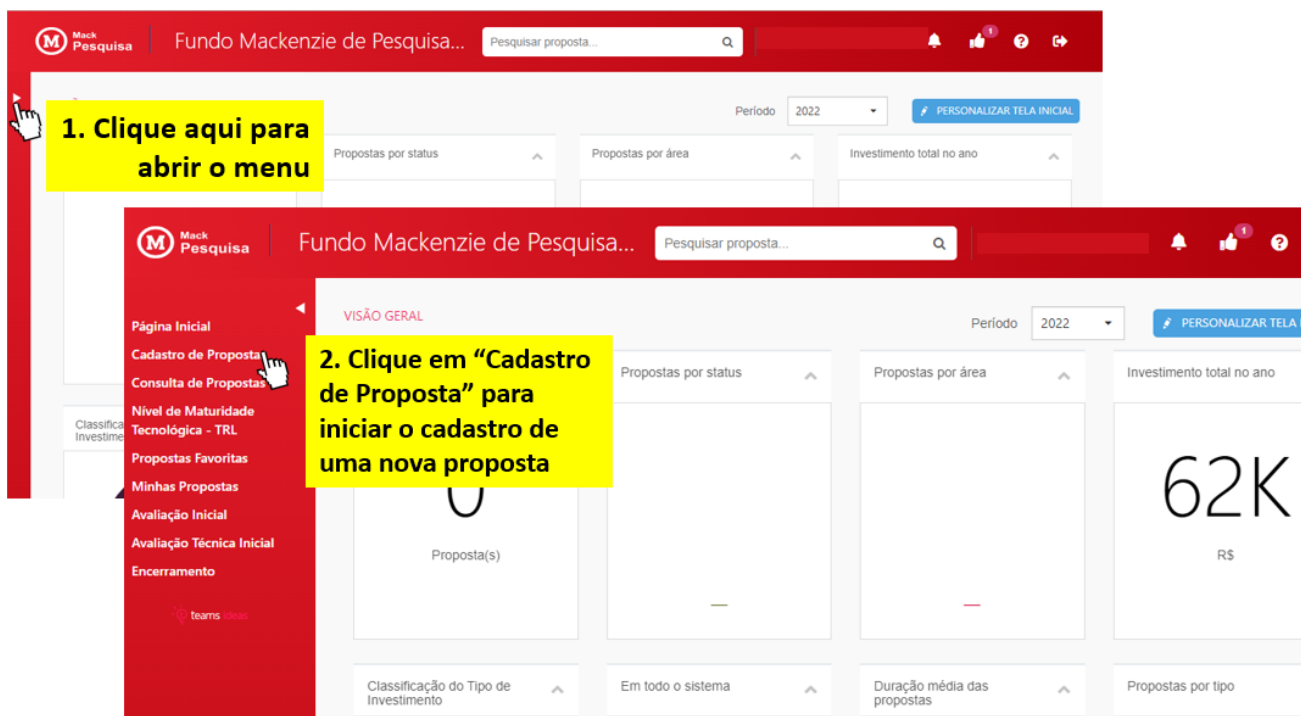 Mack
Pesquisa
Fundo Mackenzie de Pesquisa...
Pesquisar proposta...
1
Período
2022
PERSONALIZAR TELA INICIAL
1. Clique aqui para
abrir o menu
Propostas por status
Propostas por área
Investimento total no ano
Classifica
Investime
Mack
Pesquisa
Fundo Mackenzie de Pesquisa...
Pesquisar proposta...
1
VISÃO GERAL
Período
2022
PERSONALIZAR TELA I
Página Inicial
Cadastro de Proposta
Consulta de Propostas
Nível de Maturidade
Tecnológica - TRL
Propostas Favoritas
Minhas Propostas
Avaliação Inicial
Avaliação Técnica Inicial
Encerramento
teams ideas
2. Clique em “Cadastro
de Proposta” para
iniciar o cadastro de
uma nova proposta
0
Proposta(s)
Propostas por status
Propostas por área
Investimento total no ano
62K
R$
Classificação do Tipo de
Investimento
Em todo o sistema
Duração média das
propostas
Propostas por tipo